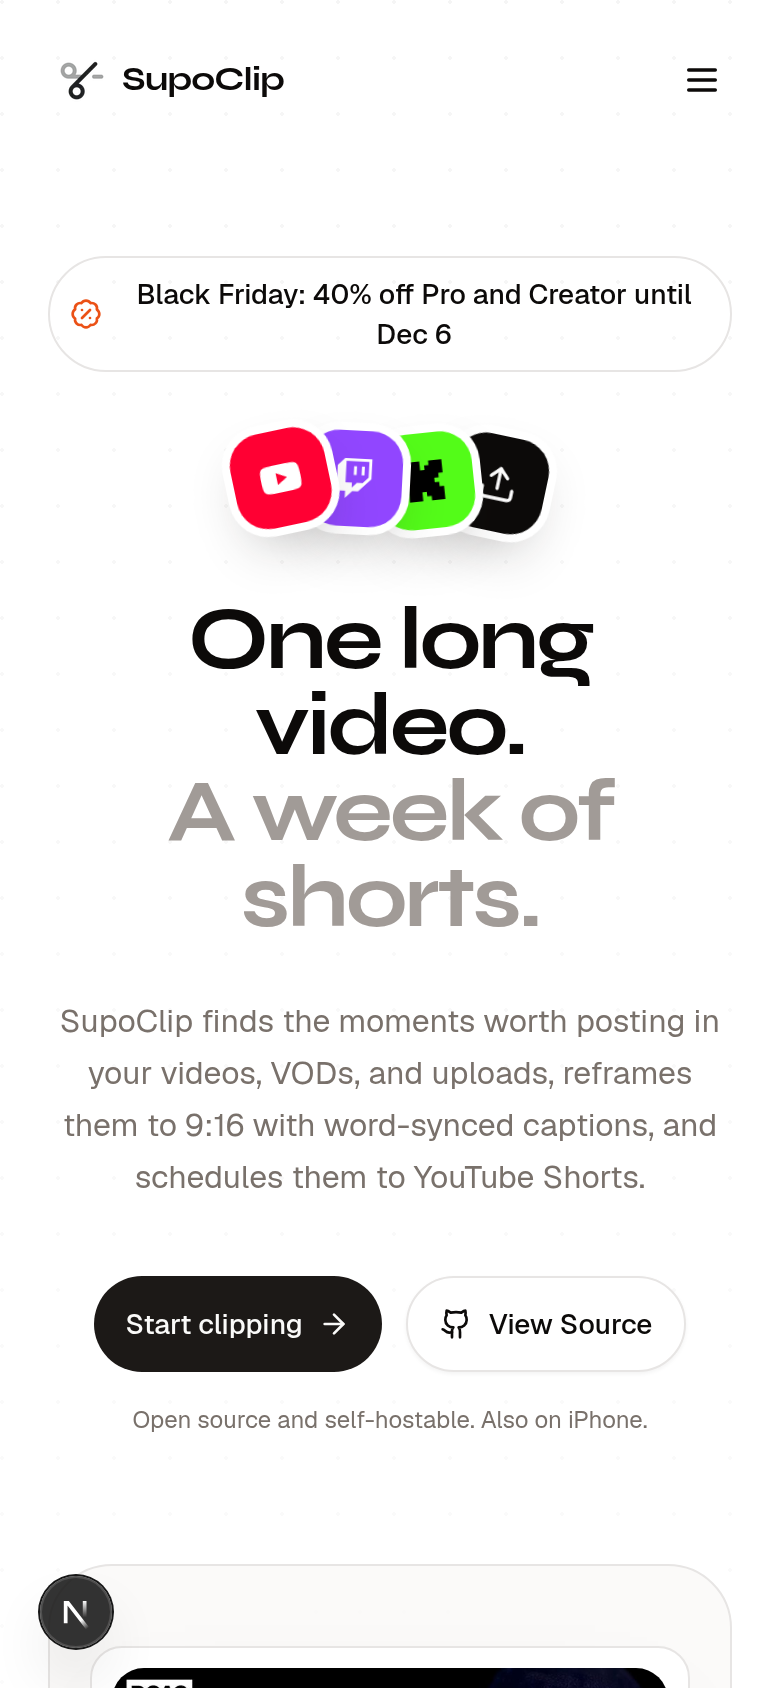 SupoClip
Black Friday: 40% off Pro and Creator until
Dec 6
One long
video.
A week of
shorts.
SupoClip finds the moments worth posting in
your videos, VODs, and uploads, reframes
them to 9:16 with word-synced captions, and
schedules them to YouTube Shorts.
Start clipping
View Source
Open source and self-hostable. Also on iPhone.
N